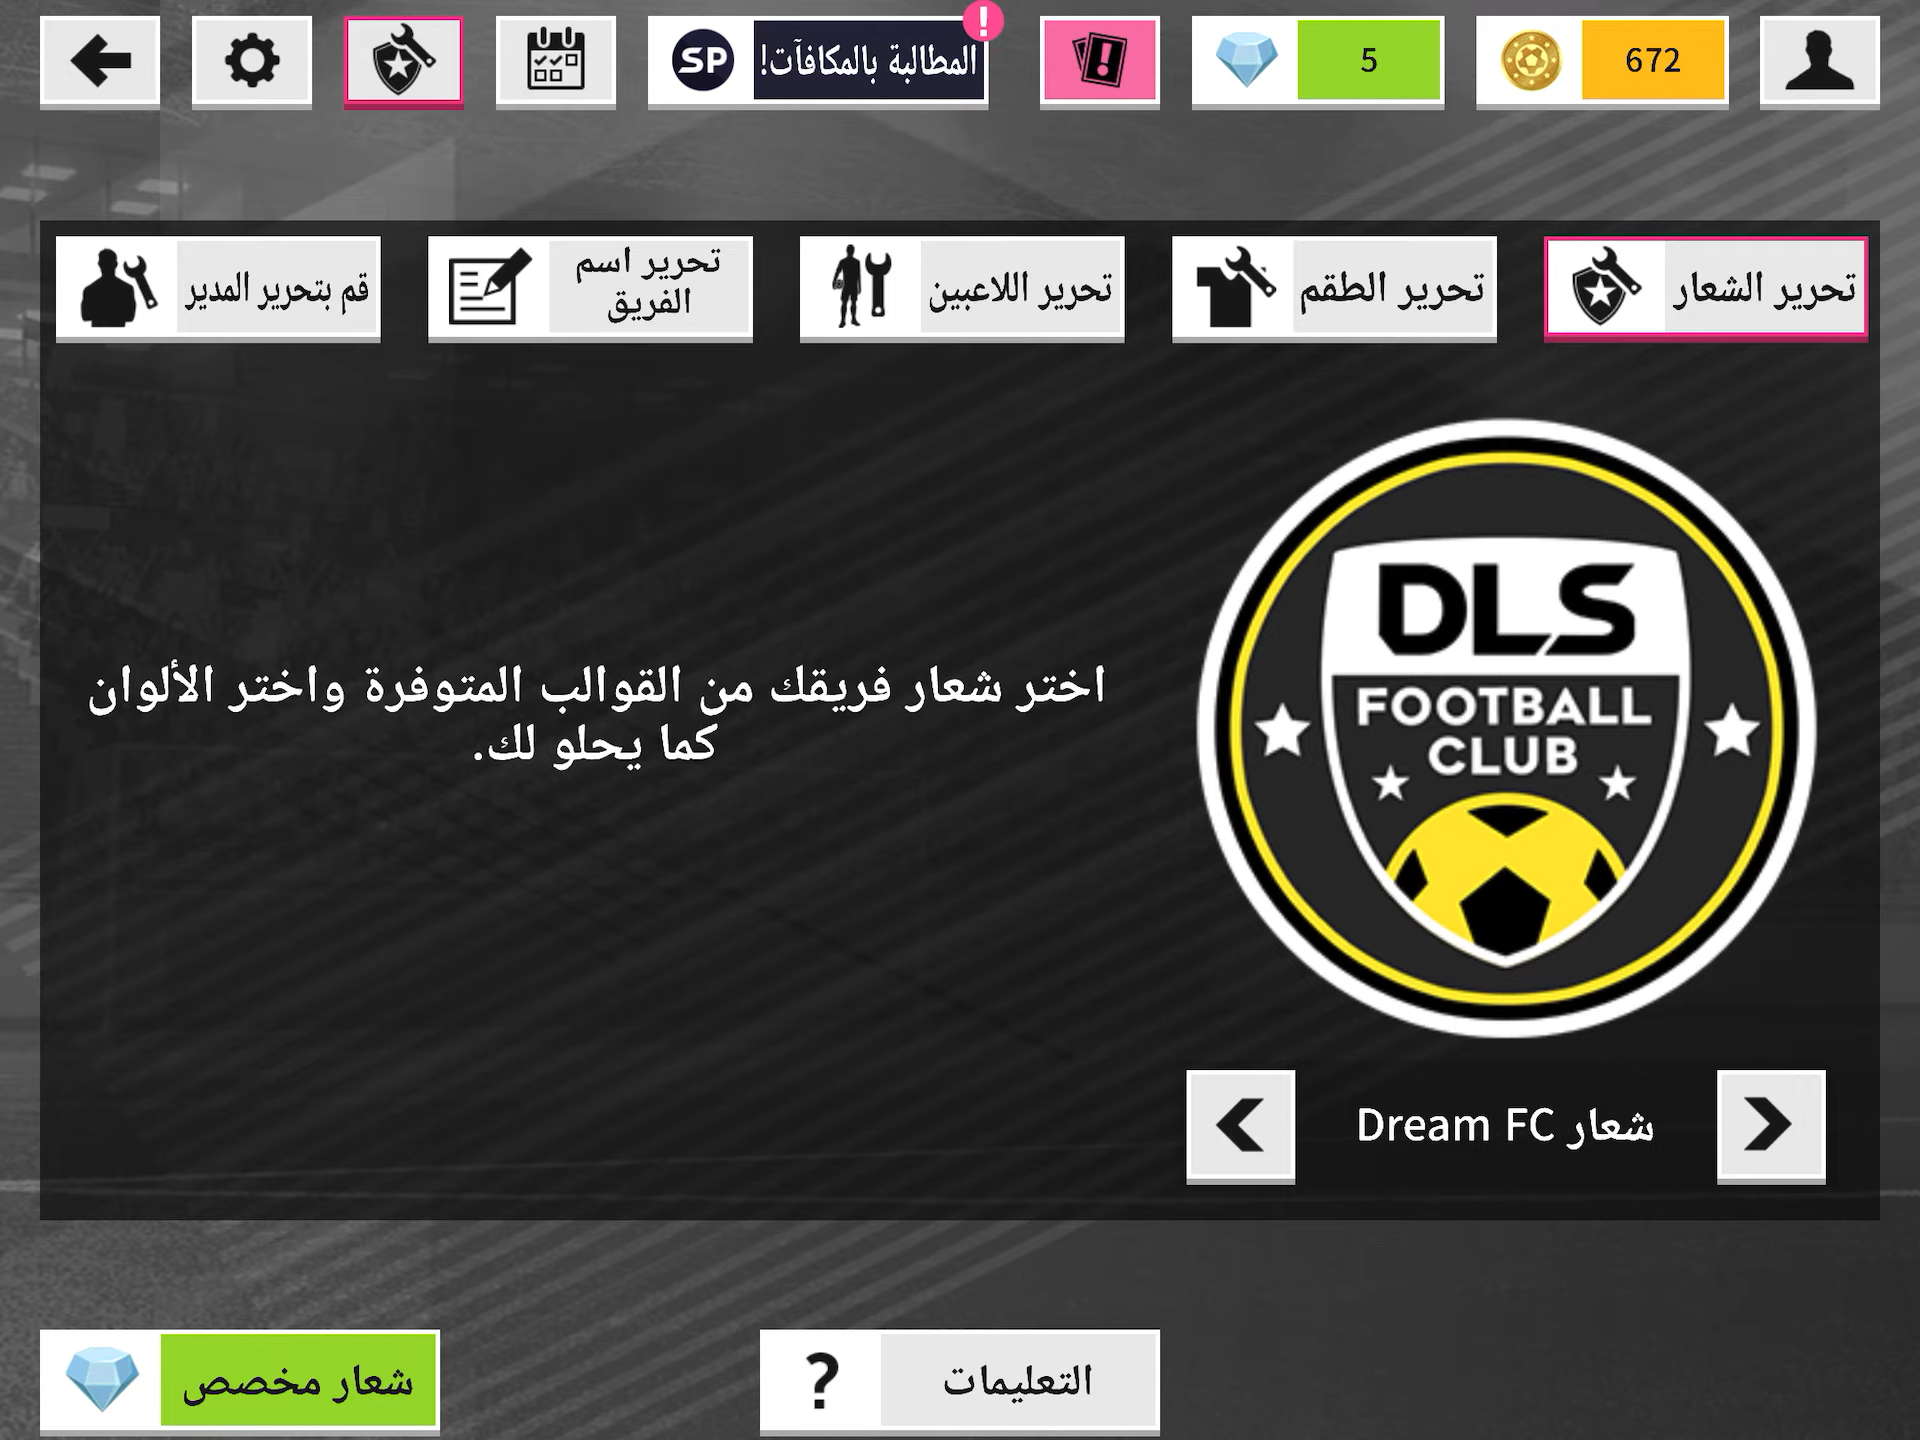 SP
المطالبة بالمكافآت!
!
5
672
تحرير الشعار
تحرير الطقم
تحرير اللاعبين
تحرير اسم
الفريق
قم بتحرير المدير
DLS
FOOTBALL
CLUB
اختر شعار فريقك من القوالب المتوفرة واختر الألوان
كما يحلو لك.
شعار Dream FC
شعار مخصص
?
التعليمات